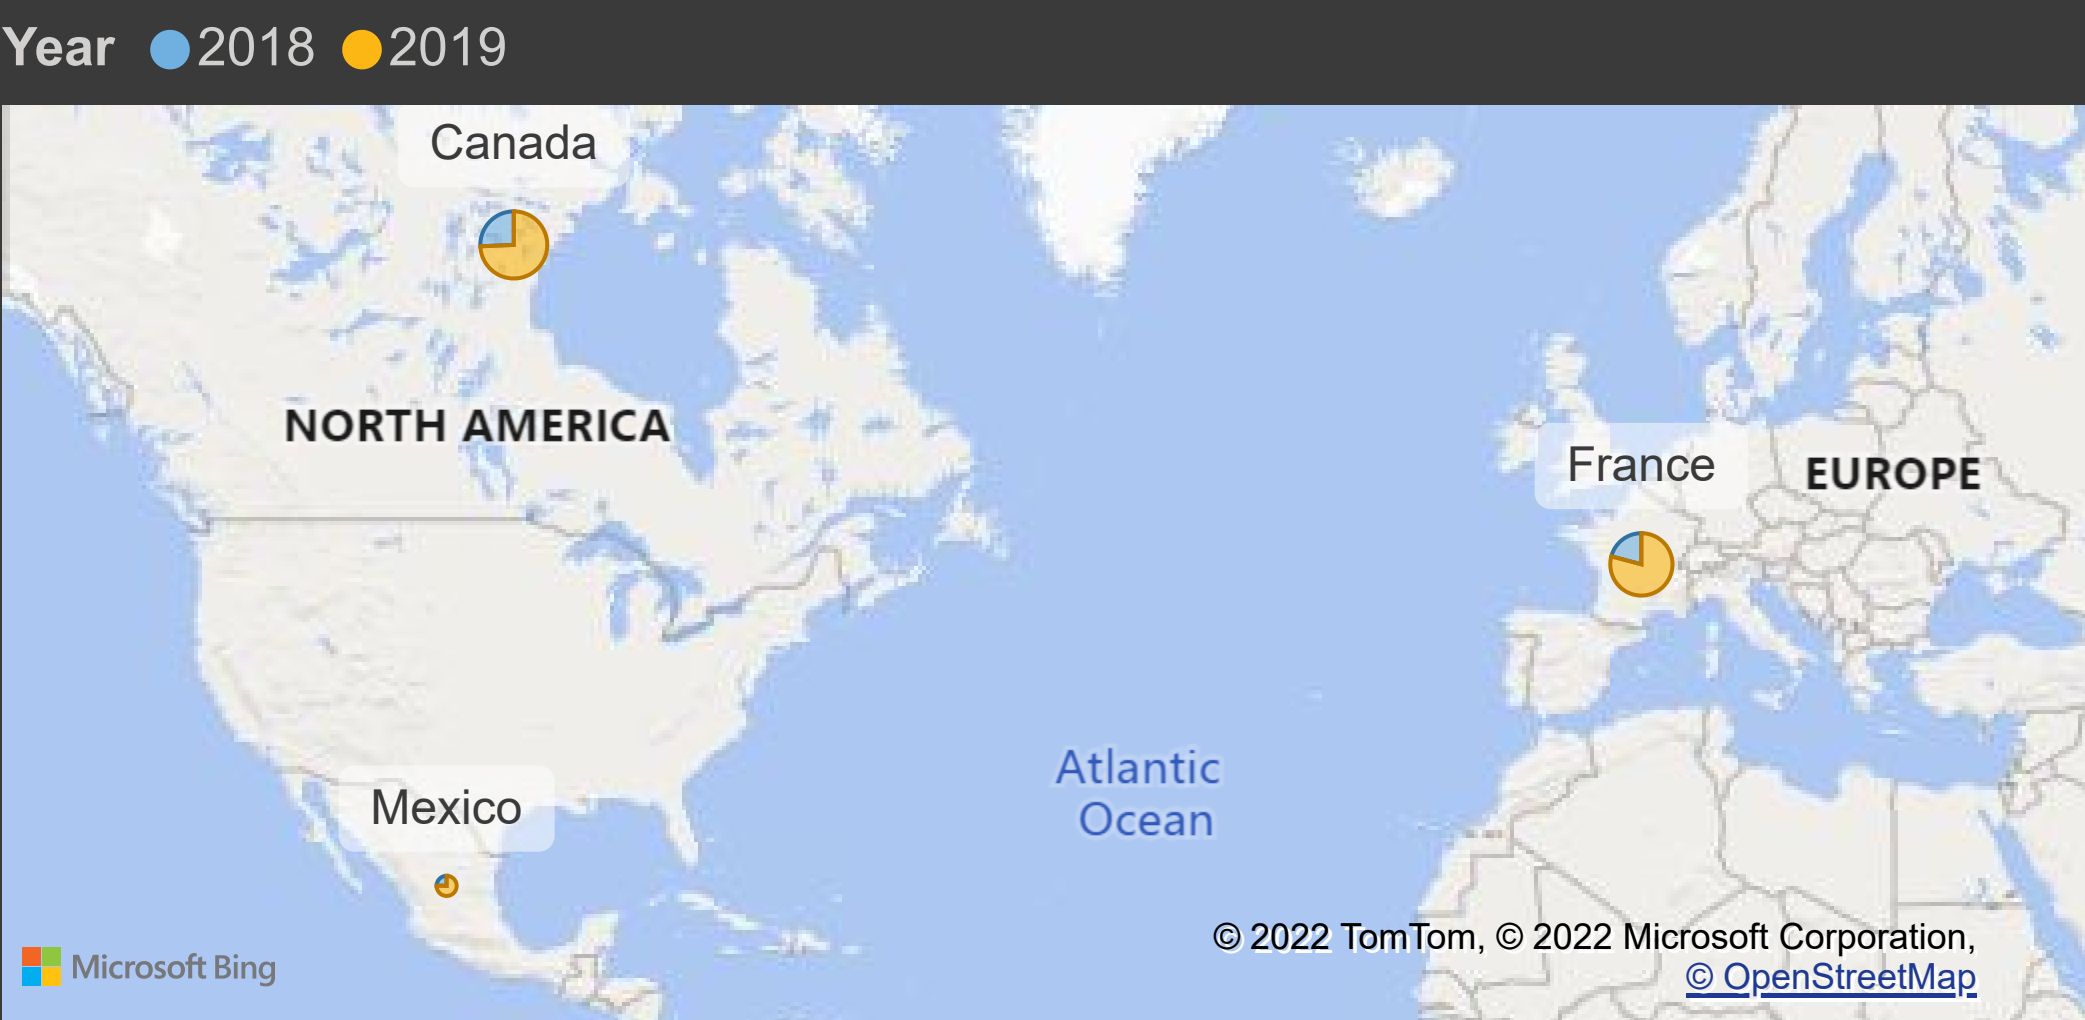 Year 2018 2019
Canada
NORTH AMERICA
France
EUROPE
Atlantic
Ocean
Mexico
© 2022 TomTom, © 2022 Microsoft Corporation,
© OpenStreetMap
Microsoft Bing